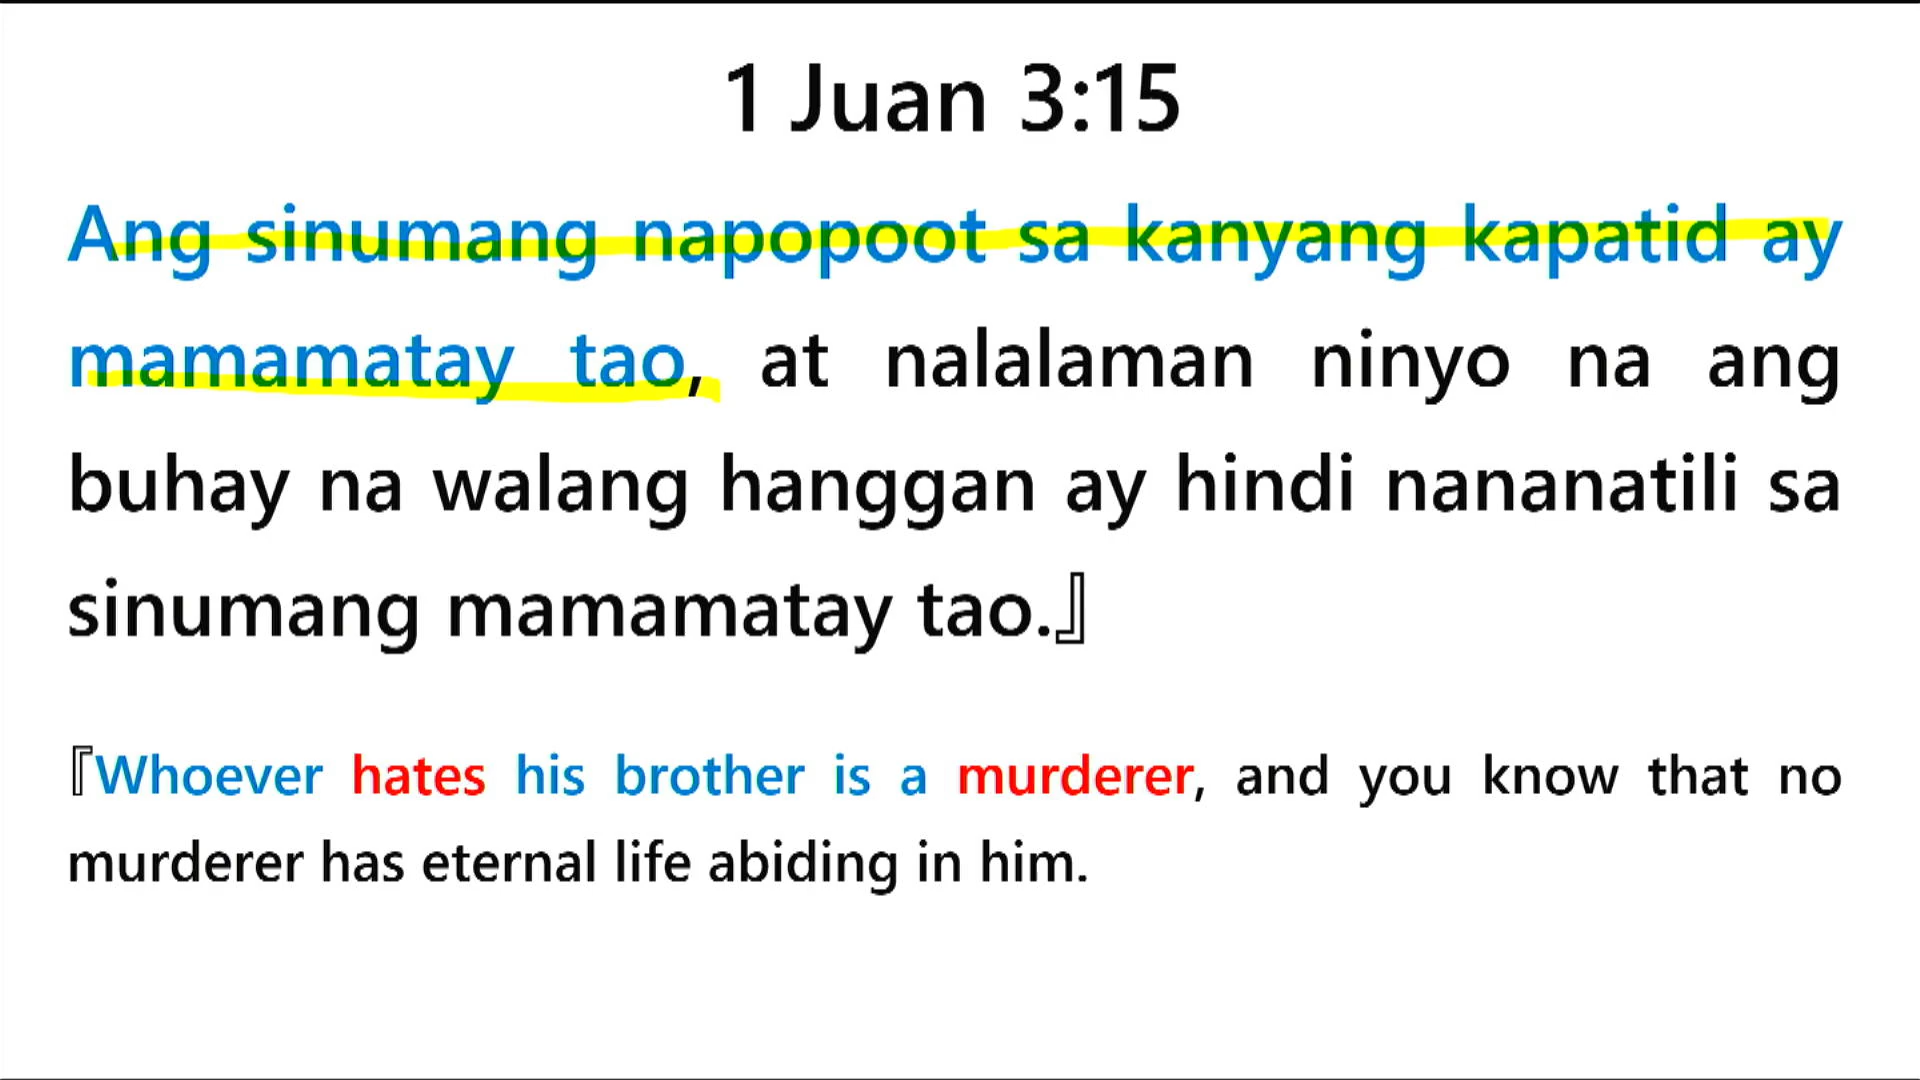 1 Juan 3:15
Ang sinumang napopoot sa kanyang kapatid ay
mamamatay tao, at nalalaman ninyo na ang
buhay na walang hanggan ay hindi nananatili sa
sinumang mamamatay tao.』
『Whoever hates his brother is a murderer, and you know that no
murderer has eternal life abiding in him.